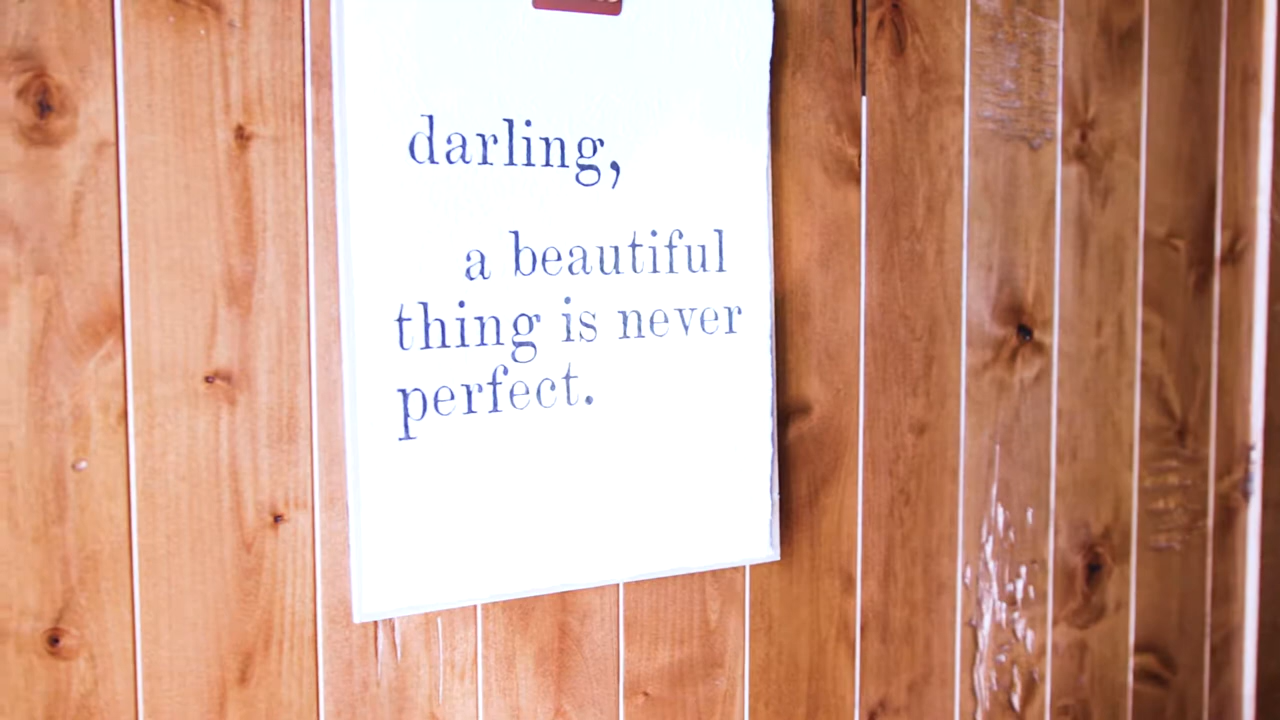 darling,
a beautiful
thing is never
perfect.